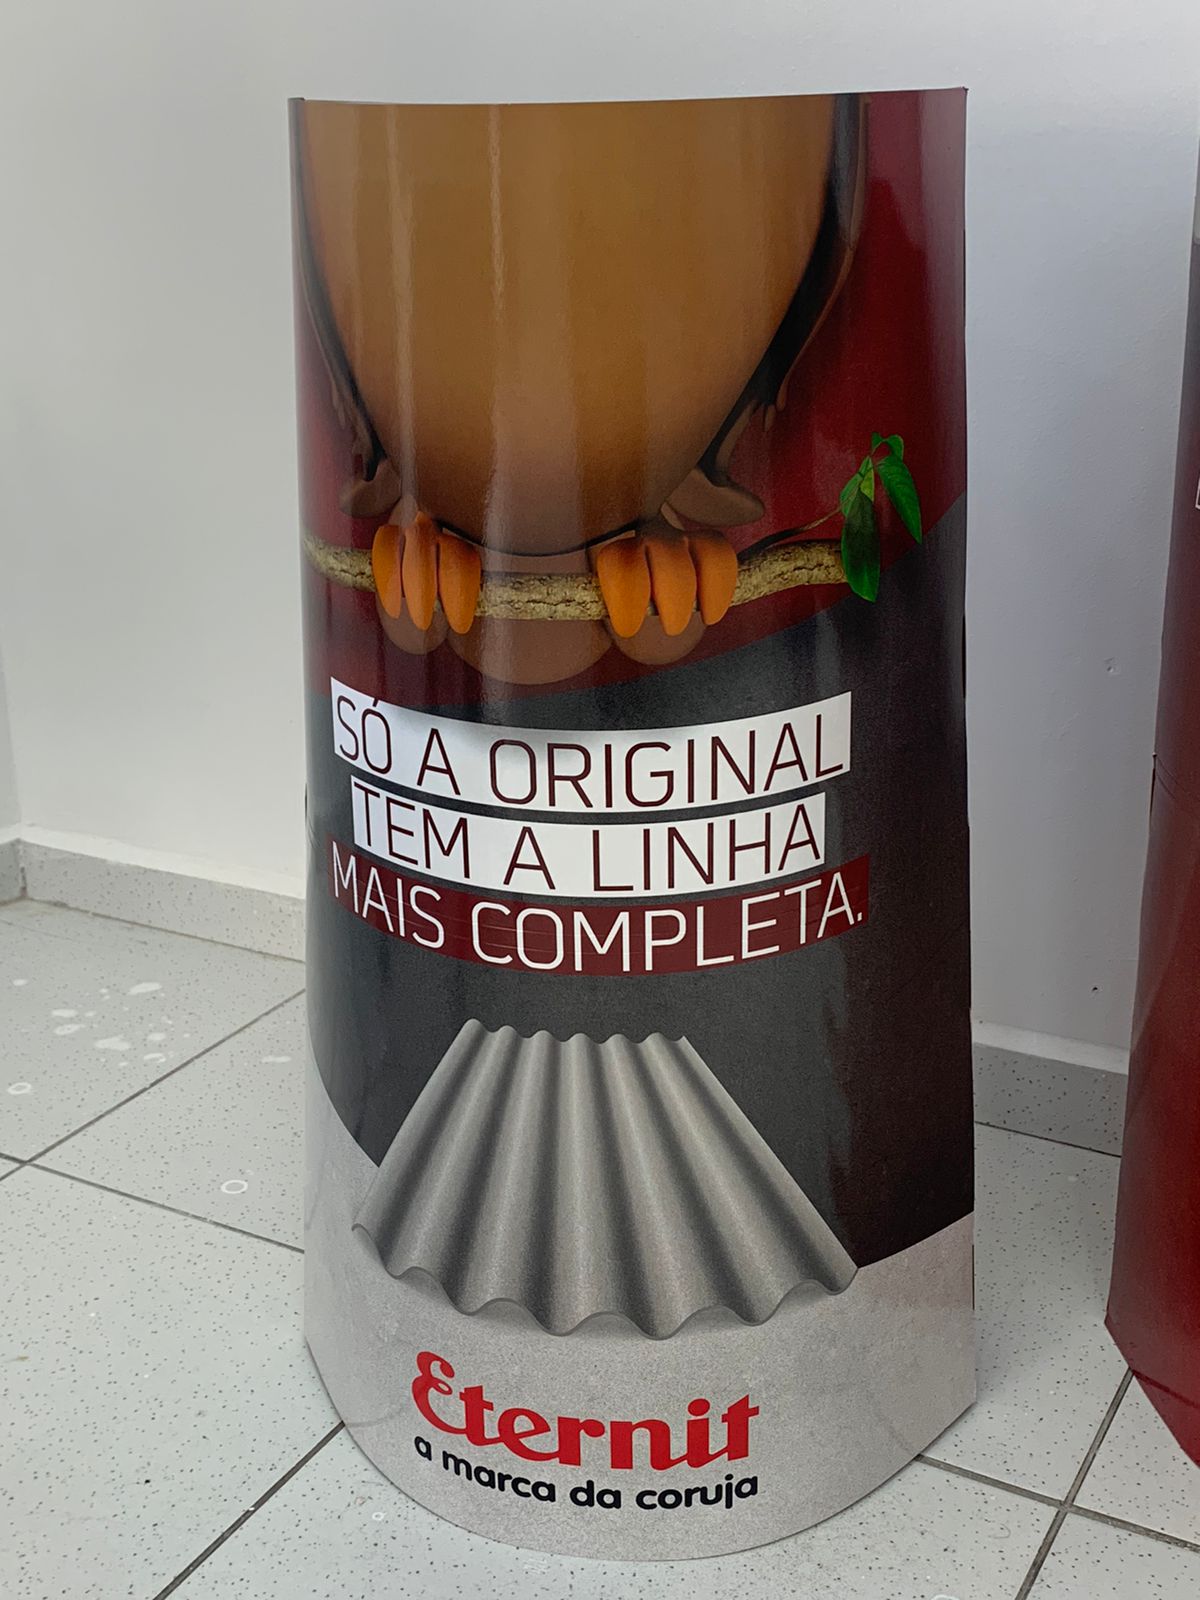 SÓ A ORIGINAL
TEM A LINHA
MAIS COMPLETA.
Eternit
a marca da coruja